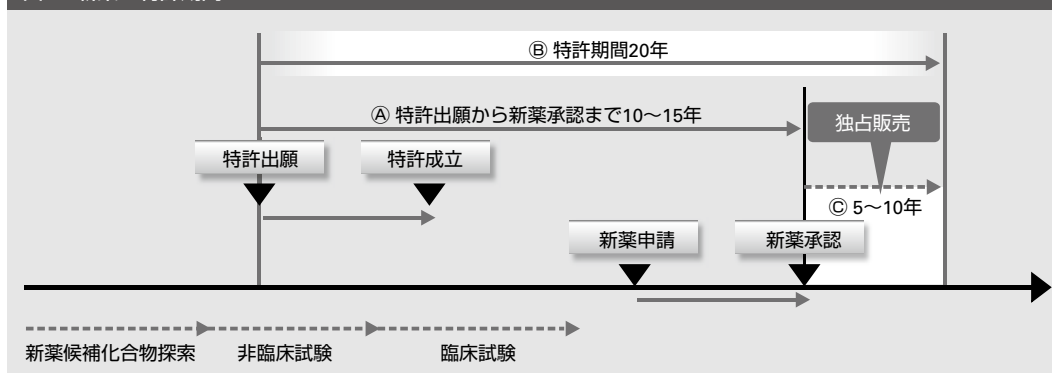 Ⓑ 特許期間20年
Ⓐ 特許出願から新薬承認まで10〜15年
独占販売
特許出願
特許成立
Ⓒ 5〜10年
新薬申請
新薬承認
新薬候補化合物探索
非臨床試験
臨床試験